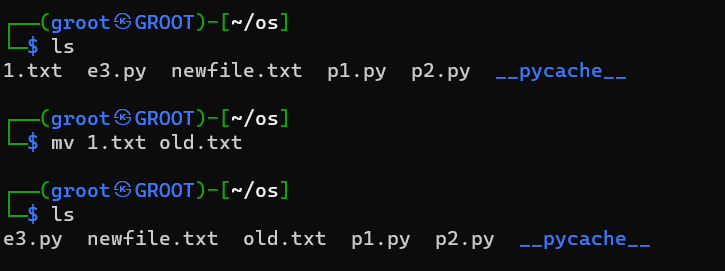 ┌──(groot㉿GROOT)-[~/os]
└─$ ls
1.txt  e3.py  newfile.txt  p1.py  p2.py  __pycache__
┌──(groot㉿GROOT)-[~/os]
└─$ mv 1.txt old.txt
┌──(groot㉿GROOT)-[~/os]
└─$ ls
e3.py  newfile.txt  old.txt  p1.py  p2.py  __pycache__